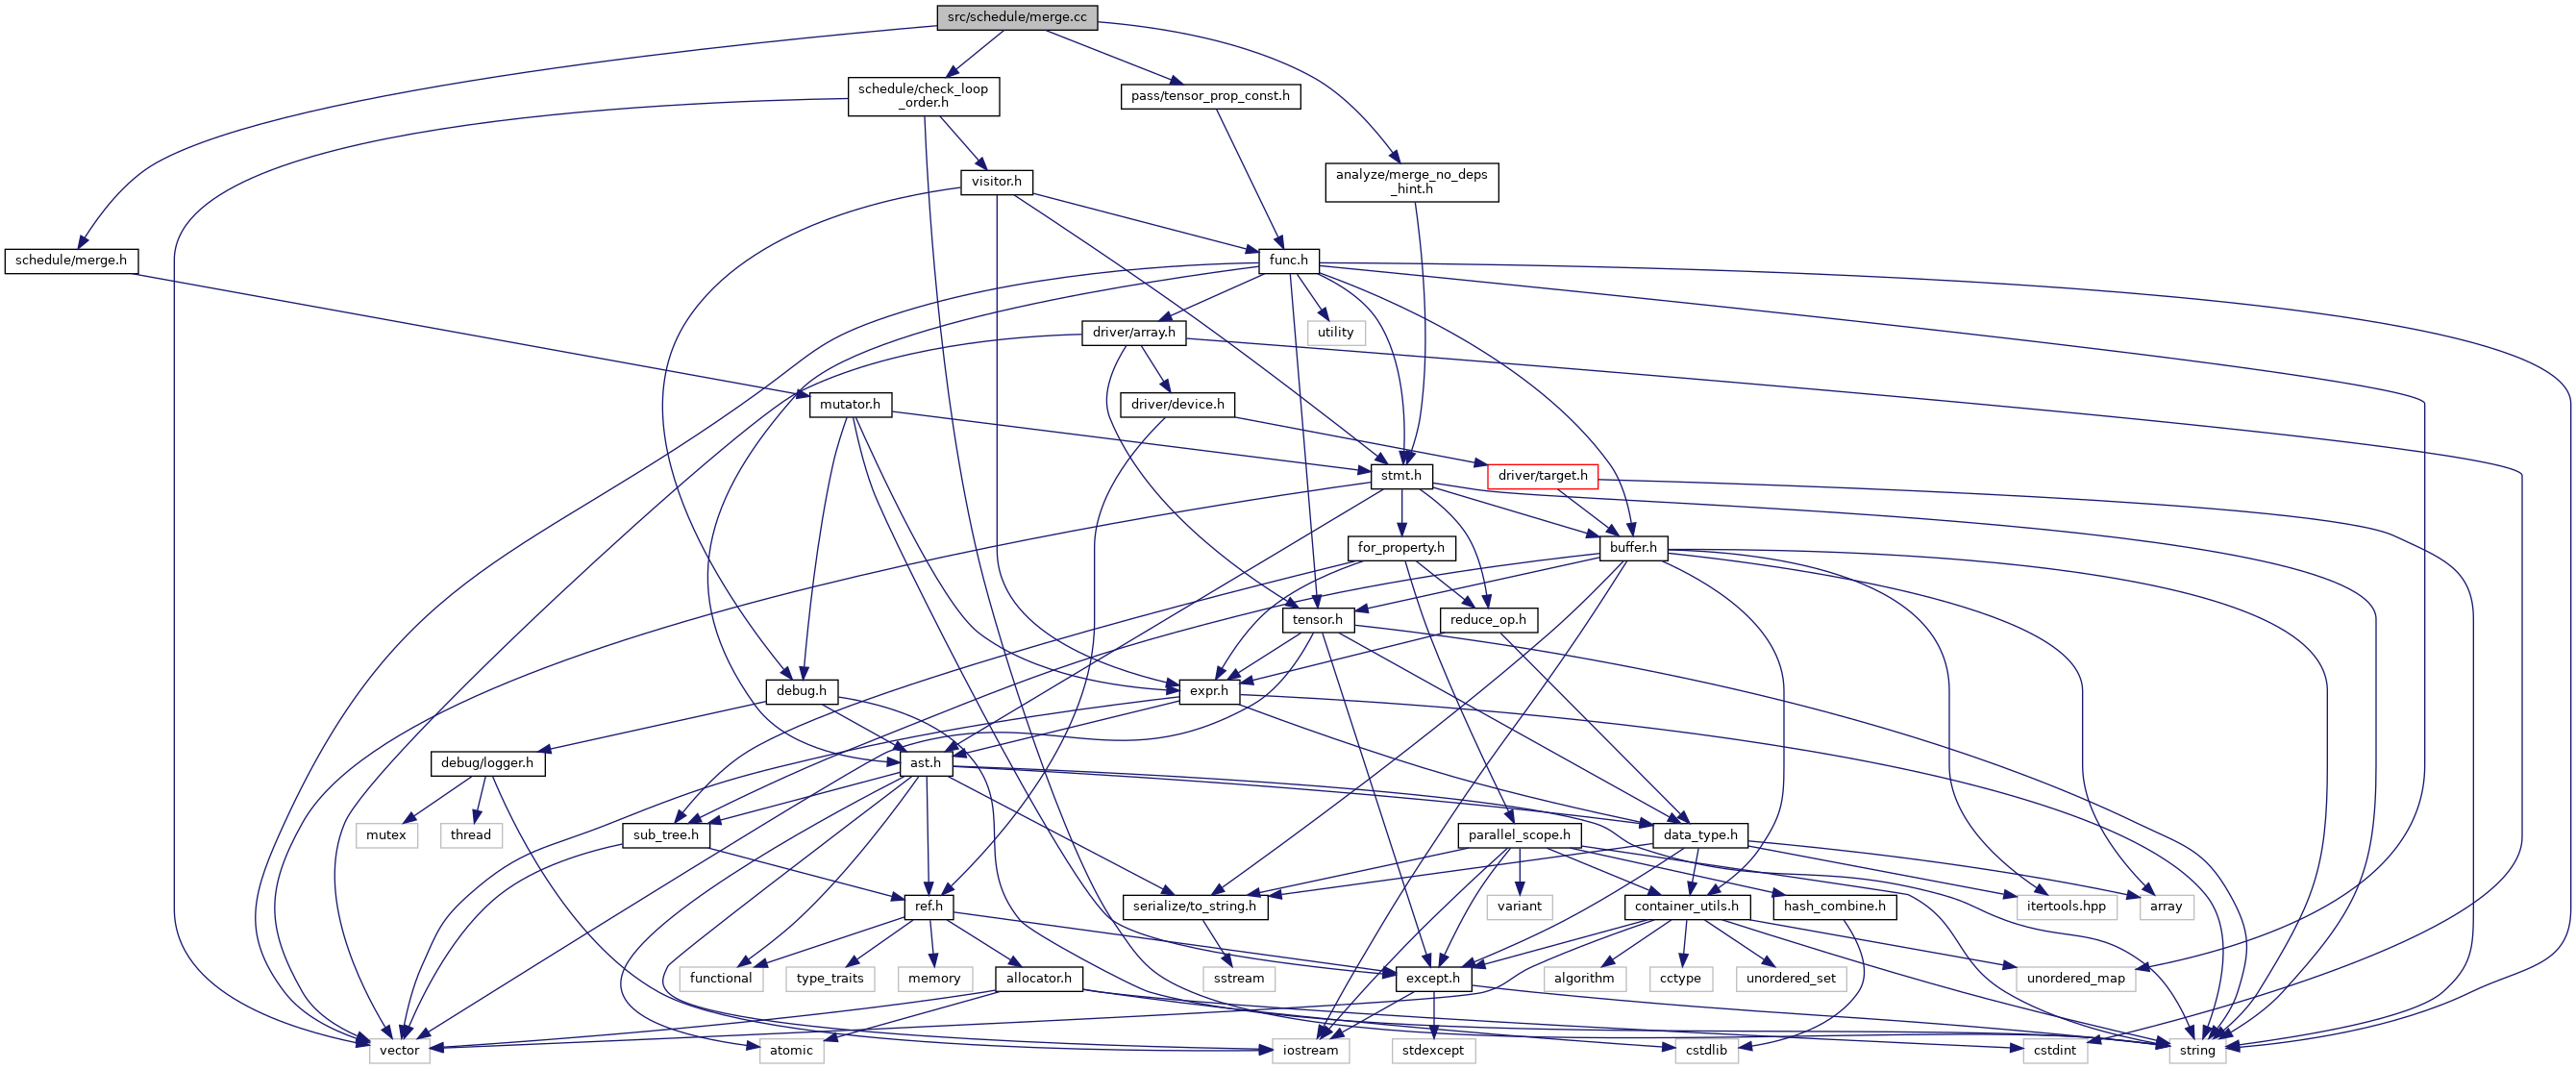 src/schedule/merge.cc
schedule/check_loop
_order.h
pass/tensor_prop_const.h
analyze/merge_no_deps
_hint.h
visitor.h
schedule/merge.h
func.h
driver/array.h
utility
mutator.h
driver/device.h
stmt.h
driver/target.h
for_property.h
buffer.h
tensor.h
reduce_op.h
debug.h
expr.h
debug/logger.h
ast.h
mutex
thread
sub_tree.h
parallel_scope.h
data_type.h
ref.h
serialize/to_string.h
variant
container_utils.h
hash_combine.h
itertools.hpp
array
functional
type_traits
memory
allocator.h
sstream
except.h
algorithm
cctype
unordered_set
unordered_map
vector
atomic
iostream
stdexcept
cstdlib
cstdint
string